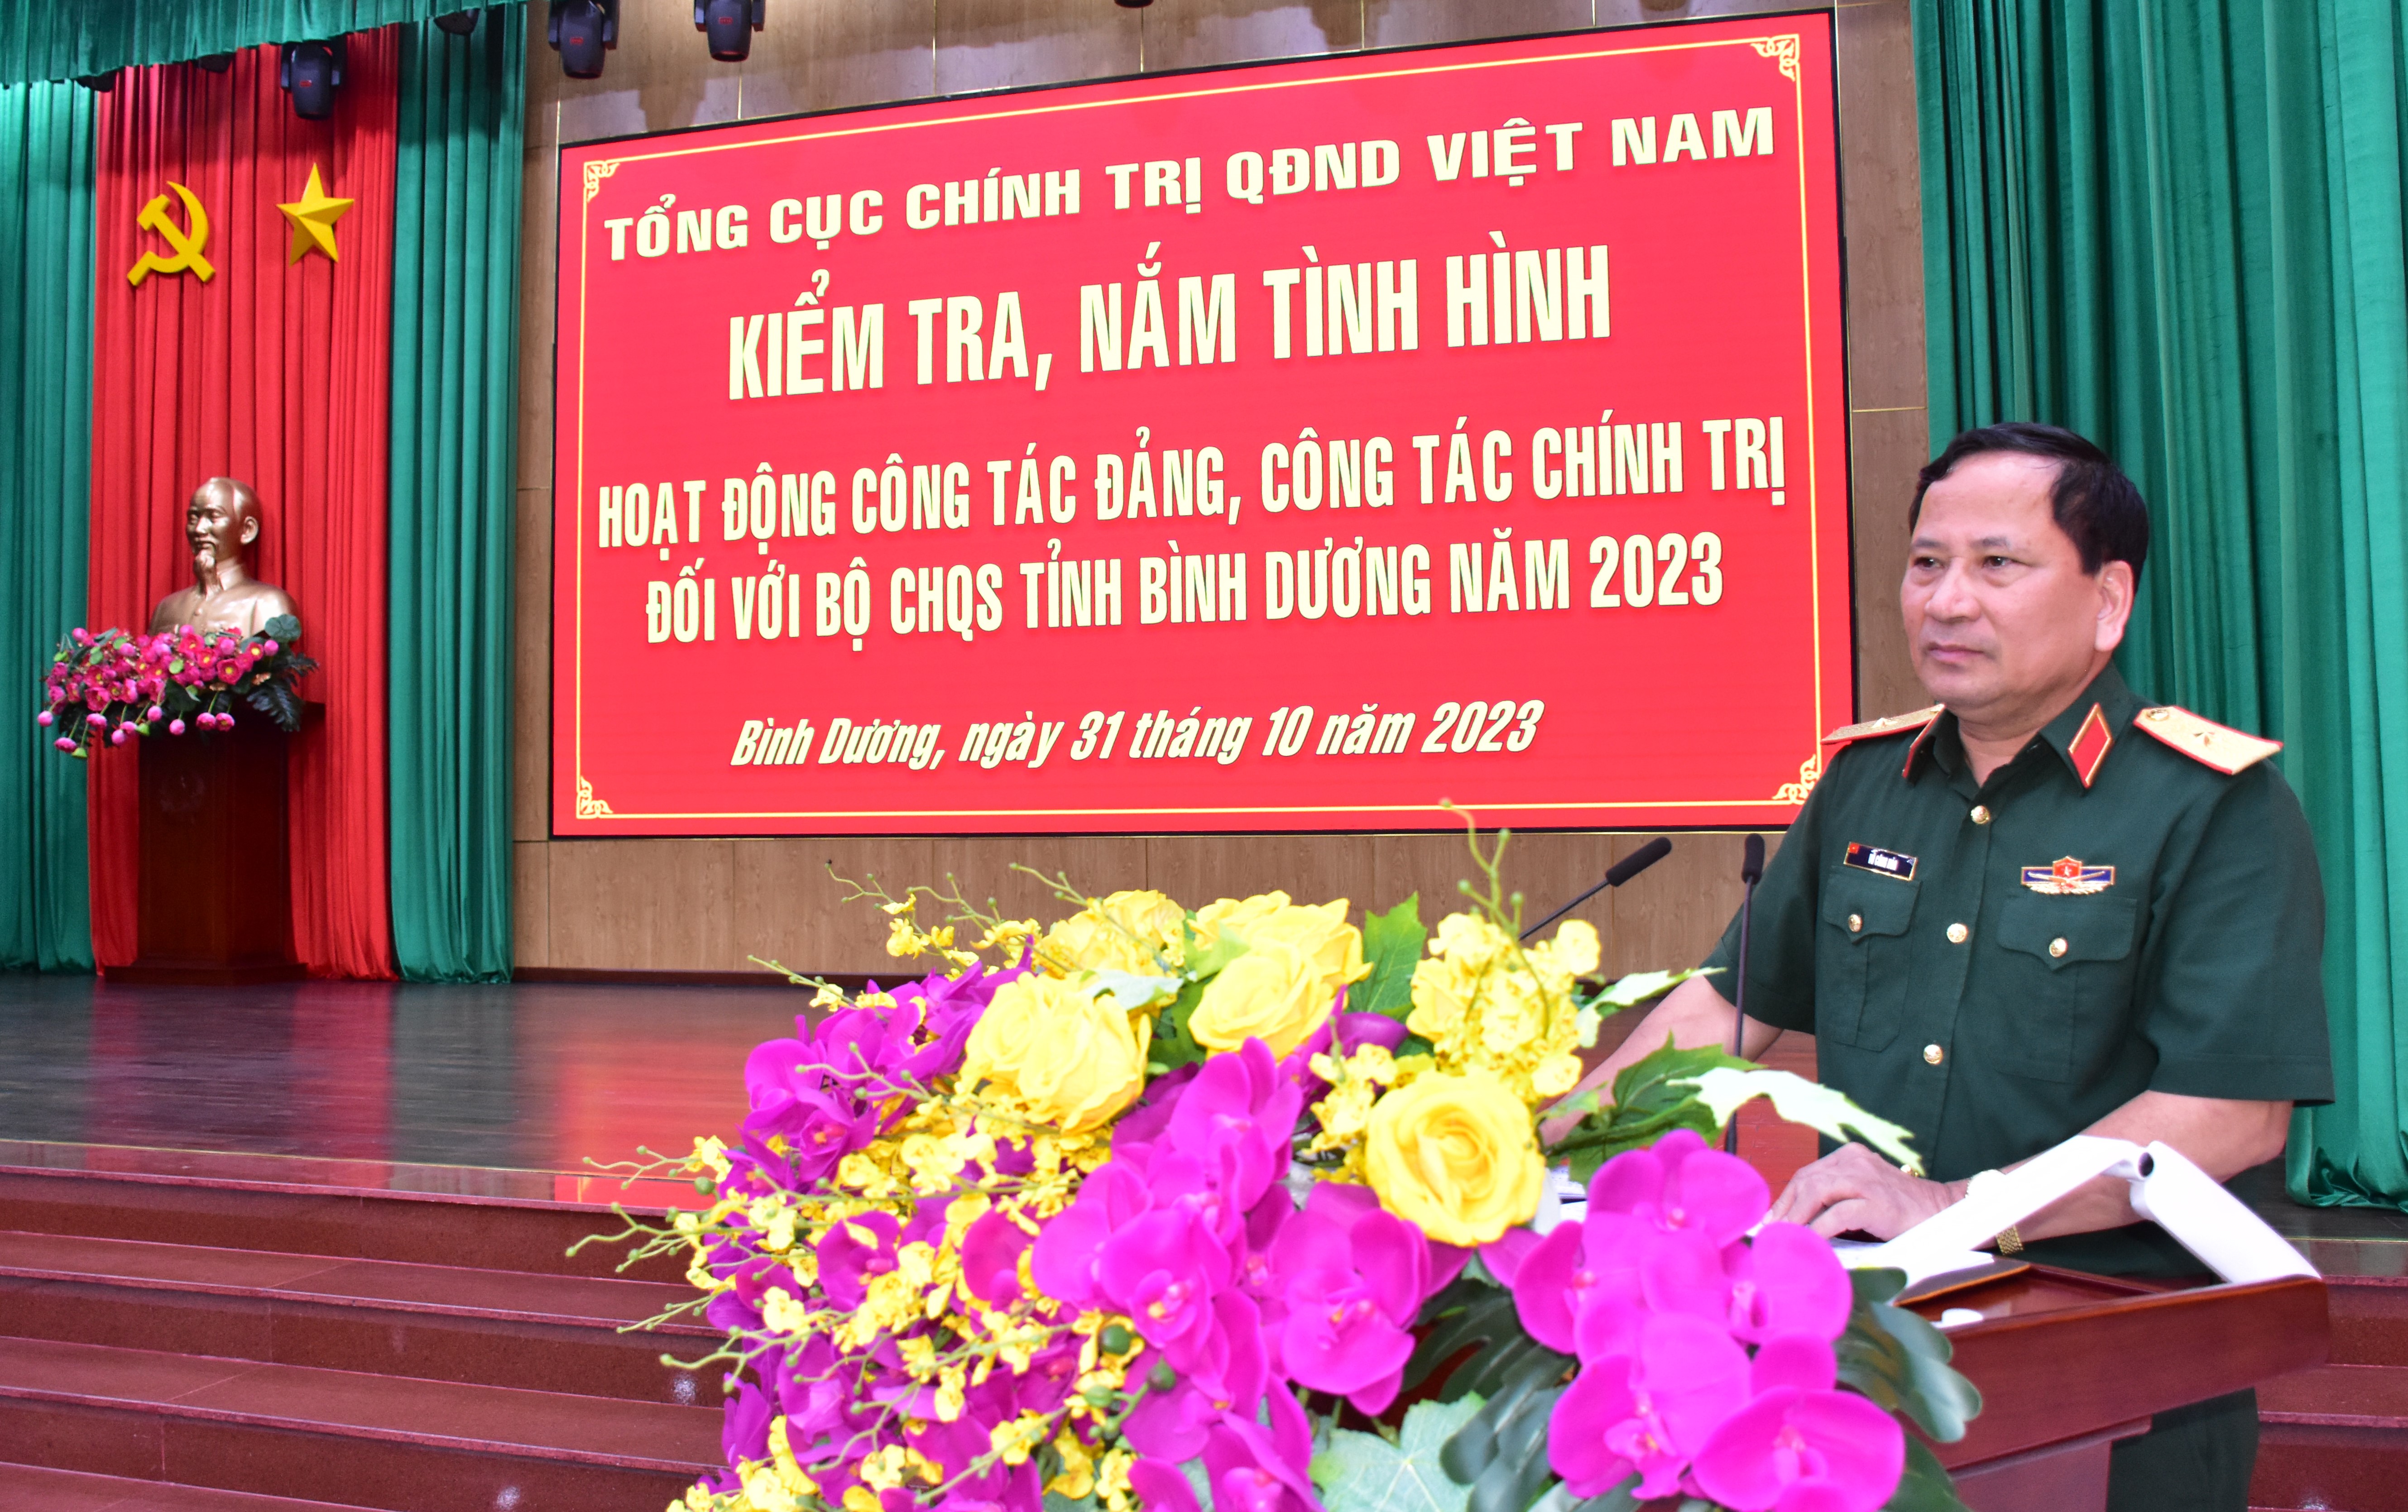 TỔNG CỤC CHÍNH TRỊ QĐND VIỆT NAM
KIỂM TRA, NẮM TÌNH HÌNH
HOẠT ĐỘNG CÔNG TÁC ĐẢNG, CÔNG TÁC CHÍNH TRỊ
ĐỐI VỚI BỘ CHQS TỈNH BÌNH DƯƠNG NĂM 2023
Bình Dương, ngày 31 tháng 10 năm 2023